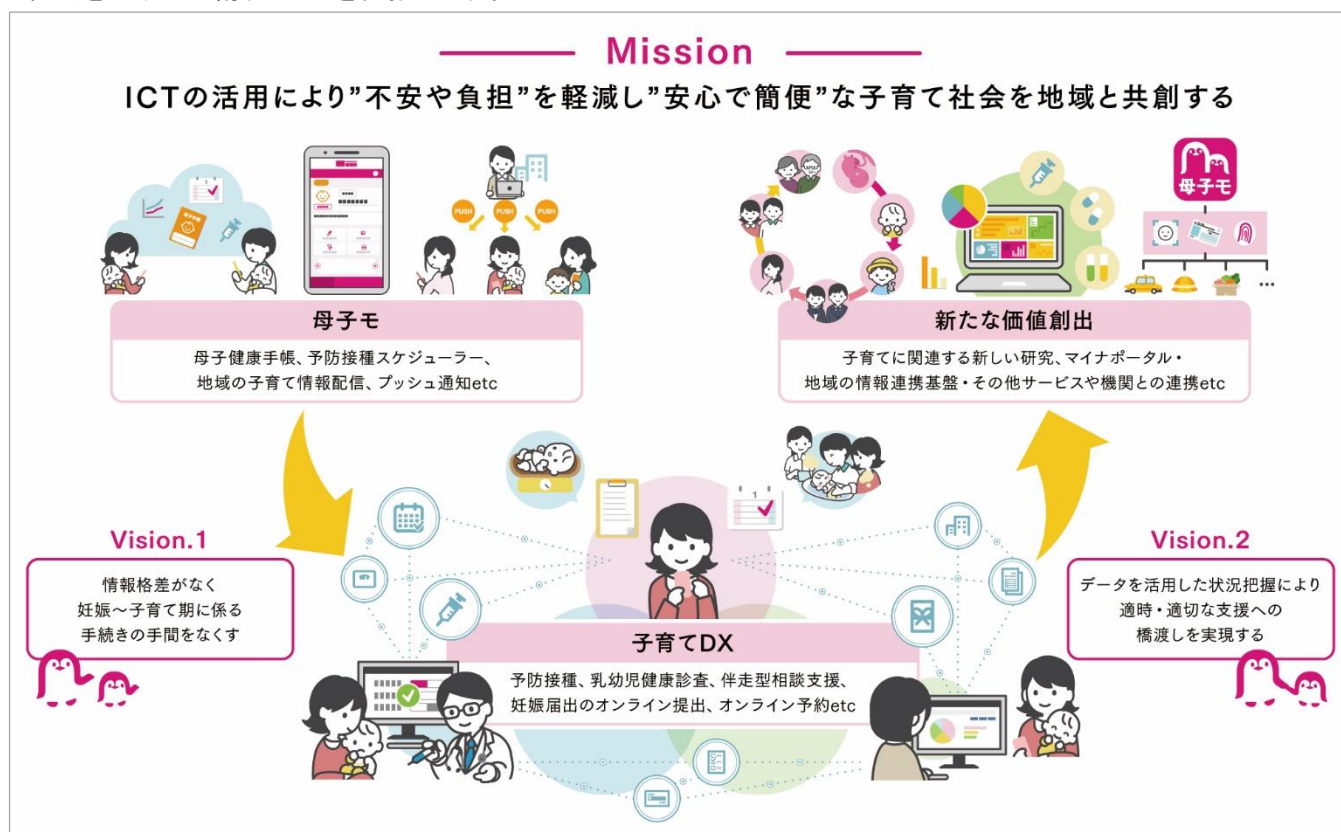 Mission
ICTの活用により”不安や負担”を軽減し”安心で簡便”な子育て社会を地域と共創する
1
母子手帳
PUSH
PUSH
PUSH
母子モ
母子モ
母子健康手帳、予防接種スケジューラー、
地域の子育て情報配信、プッシュ通知etc
新たな価値創出
子育てに関連する新しい研究、マイナポータル・
地域の情報連携基盤・その他サービスや機関との連携etc
...
1
Vision.1
情報格差がなく
妊娠～子育て期に係る
手続きの手間をなくす
Vision.2
データを活用した状況把握により
適時・適切な支援への
橋渡しを実現する
子育てDX
予防接種、乳幼児健康診査、伴走型相談支援、
妊娠届出のオンライン提出、オンライン予約etc